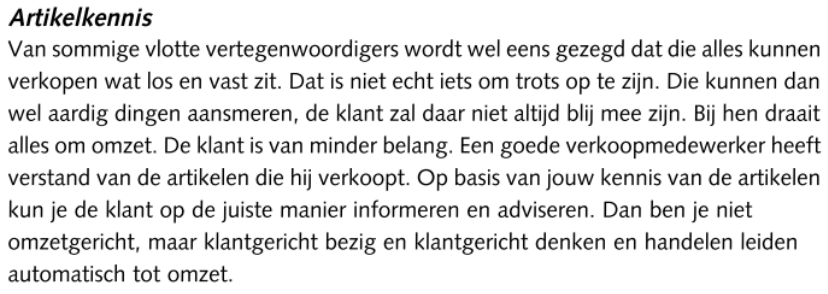 Artikelkennis
Van sommige vlotte vertegenwoordigers wordt wel eens gezegd dat die alles kunnen
verkopen wat los en vast zit. Dat is niet echt iets om trots op te zijn. Die kunnen dan
wel aardig dingen aansmeren, de klant zal daar niet altijd blij mee zijn. Bij hen draait
alles om omzet. De klant is van minder belang. Een goede verkoopmedewerker heeft
verstand van de artikelen die hij verkoopt. Op basis van jouw kennis van de artikelen
kun je de klant op de juiste manier informeren en adviseren. Dan ben je niet
omzetgericht, maar klantgericht bezig en klantgericht denken en handelen leiden
automatisch tot omzet.